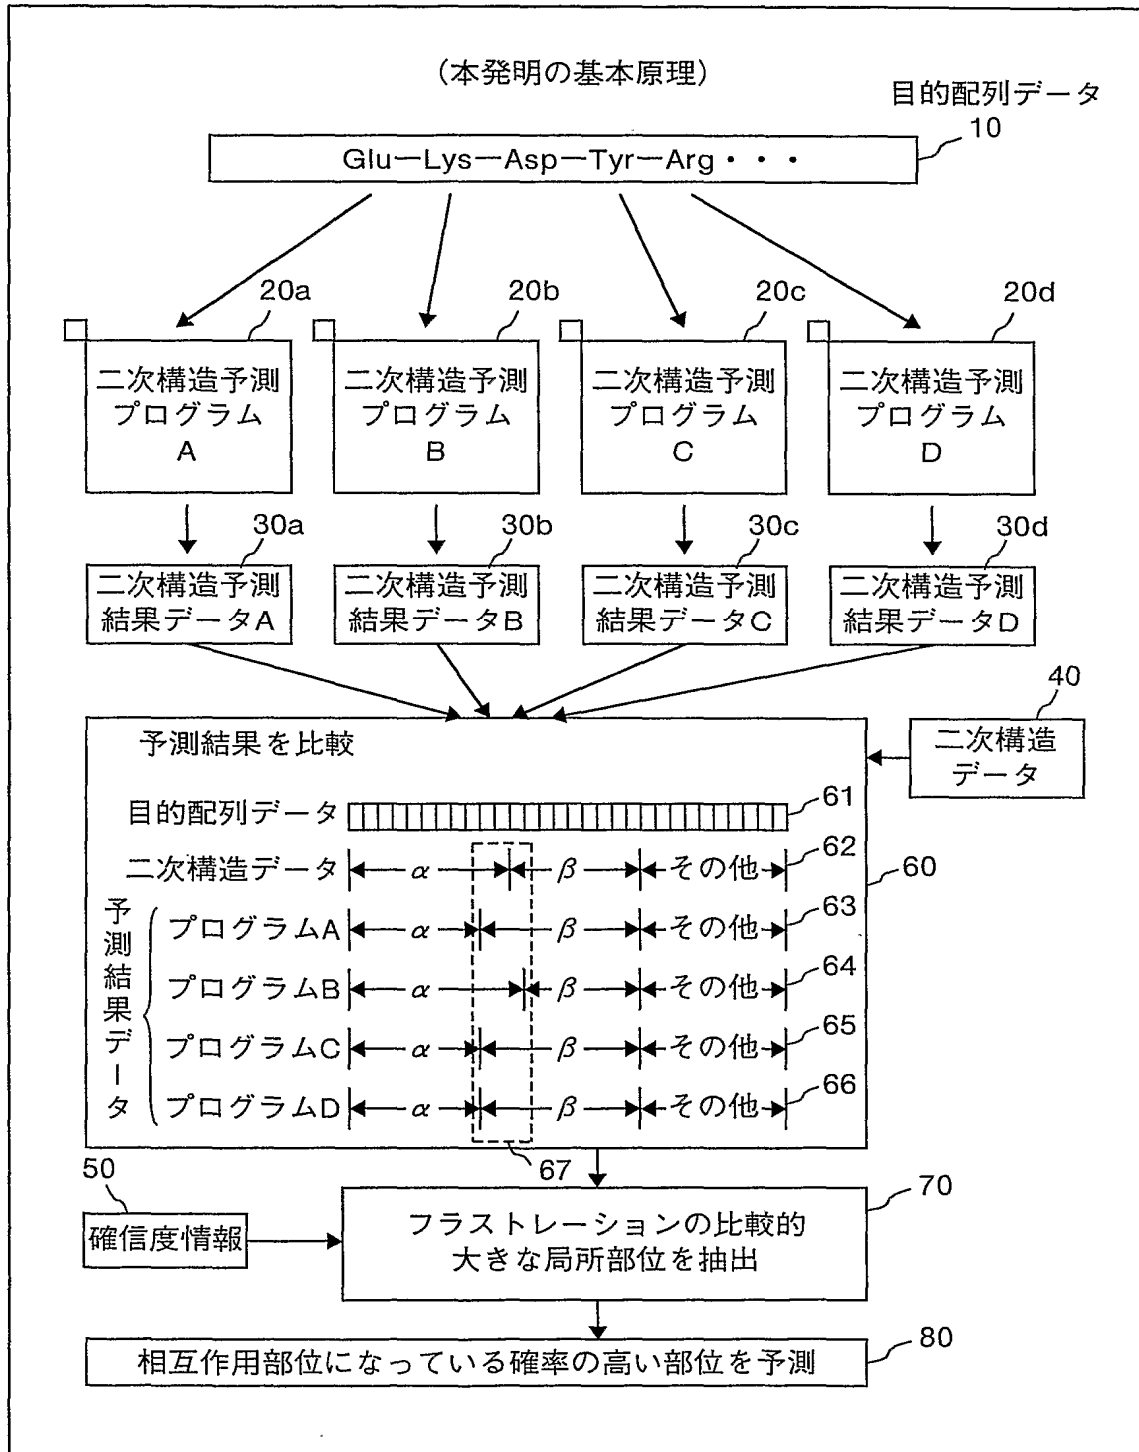 (本発明の基本原理)
目的配列データ
10
Glu—Lys—Asp—Tyr—Arg・・・
20a
20b
20c
20d
二次構造予測
プログラム
A
二次構造予測
プログラム
B
二次構造予測
プログラム
C
二次構造予測
プログラム
D
30a
30b
30c
30d
二次構造予測
結果データA
二次構造予測
結果データB
二次構造予測
結果データC
二次構造予測
結果データD
40
二次構造
データ
予測結果を比較
目的配列データ 61
二次構造データ α β その他 62
60
予測結果データ
プログラムA α β その他 63
プログラムB α β その他 64
プログラムC α β その他 65
プログラムD α β その他 66
67
50
確信度情報
70
フラストレーションの比較的
大きな局所部位を抽出
80
相互作用部位になっている確率の高い部位を予測